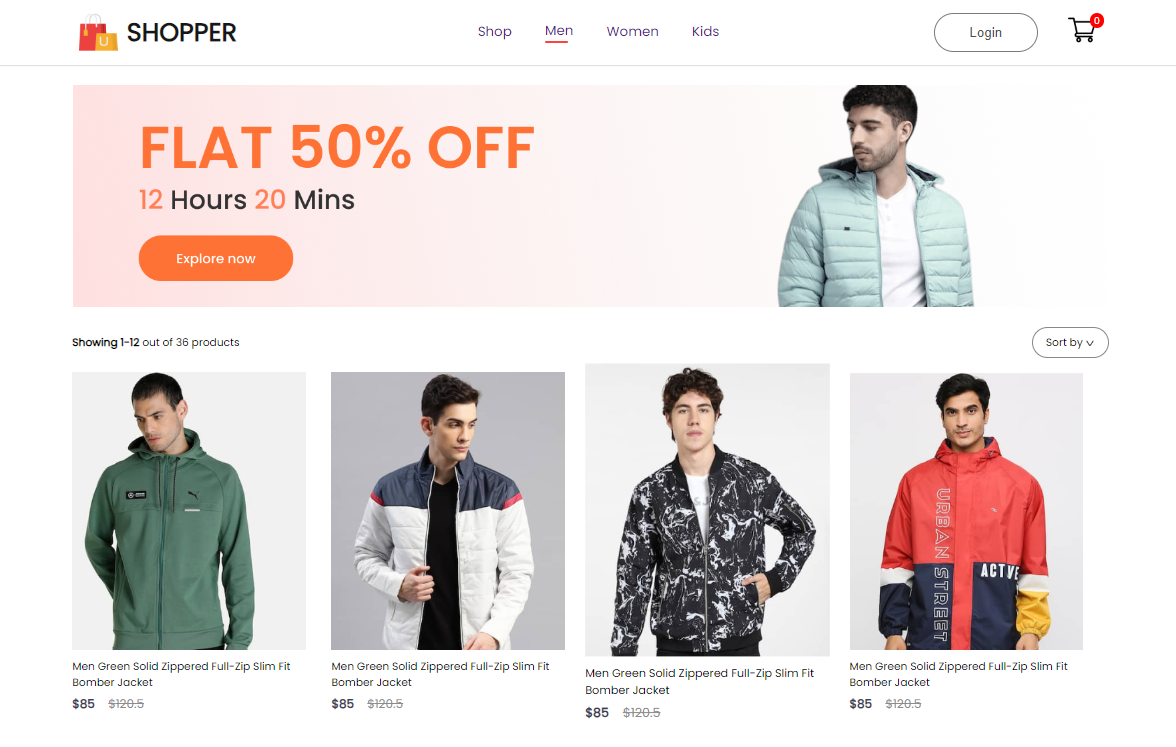 SHOPPER
Shop Men Women Kids
Login
0
FLAT 50% OFF
12 Hours 20 Mins
Explore now
Showing 1-12 out of 36 products
Sort by
URBAN STREET
ACTVE
Men Green Solid Zippered Full-Zip Slim Fit
Bomber Jacket
$85 $120.5
Men Green Solid Zippered Full-Zip Slim Fit
Bomber Jacket
$85 $120.5
Men Green Solid Zippered Full-Zip Slim Fit
Bomber Jacket
$85 $120.5
Men Green Solid Zippered Full-Zip Slim Fit
Bomber Jacket
$85 $120.5